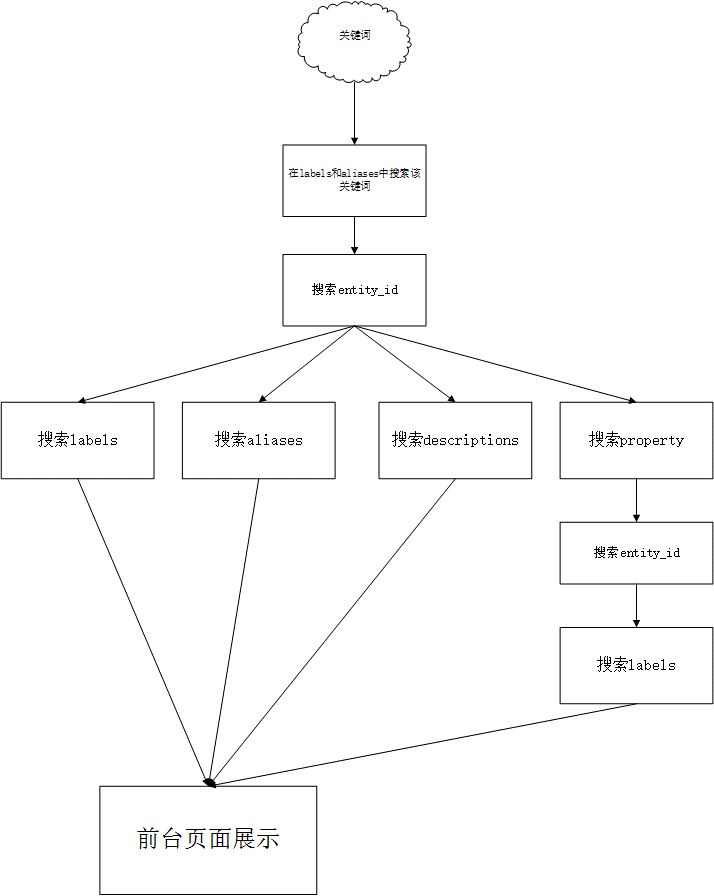 关键词
在labels和aliases中搜索该
关键词
搜索entity_id
搜索labels
搜索aliases
搜索descriptions
搜索property
搜索entity_id
搜索labels
前台页面展示